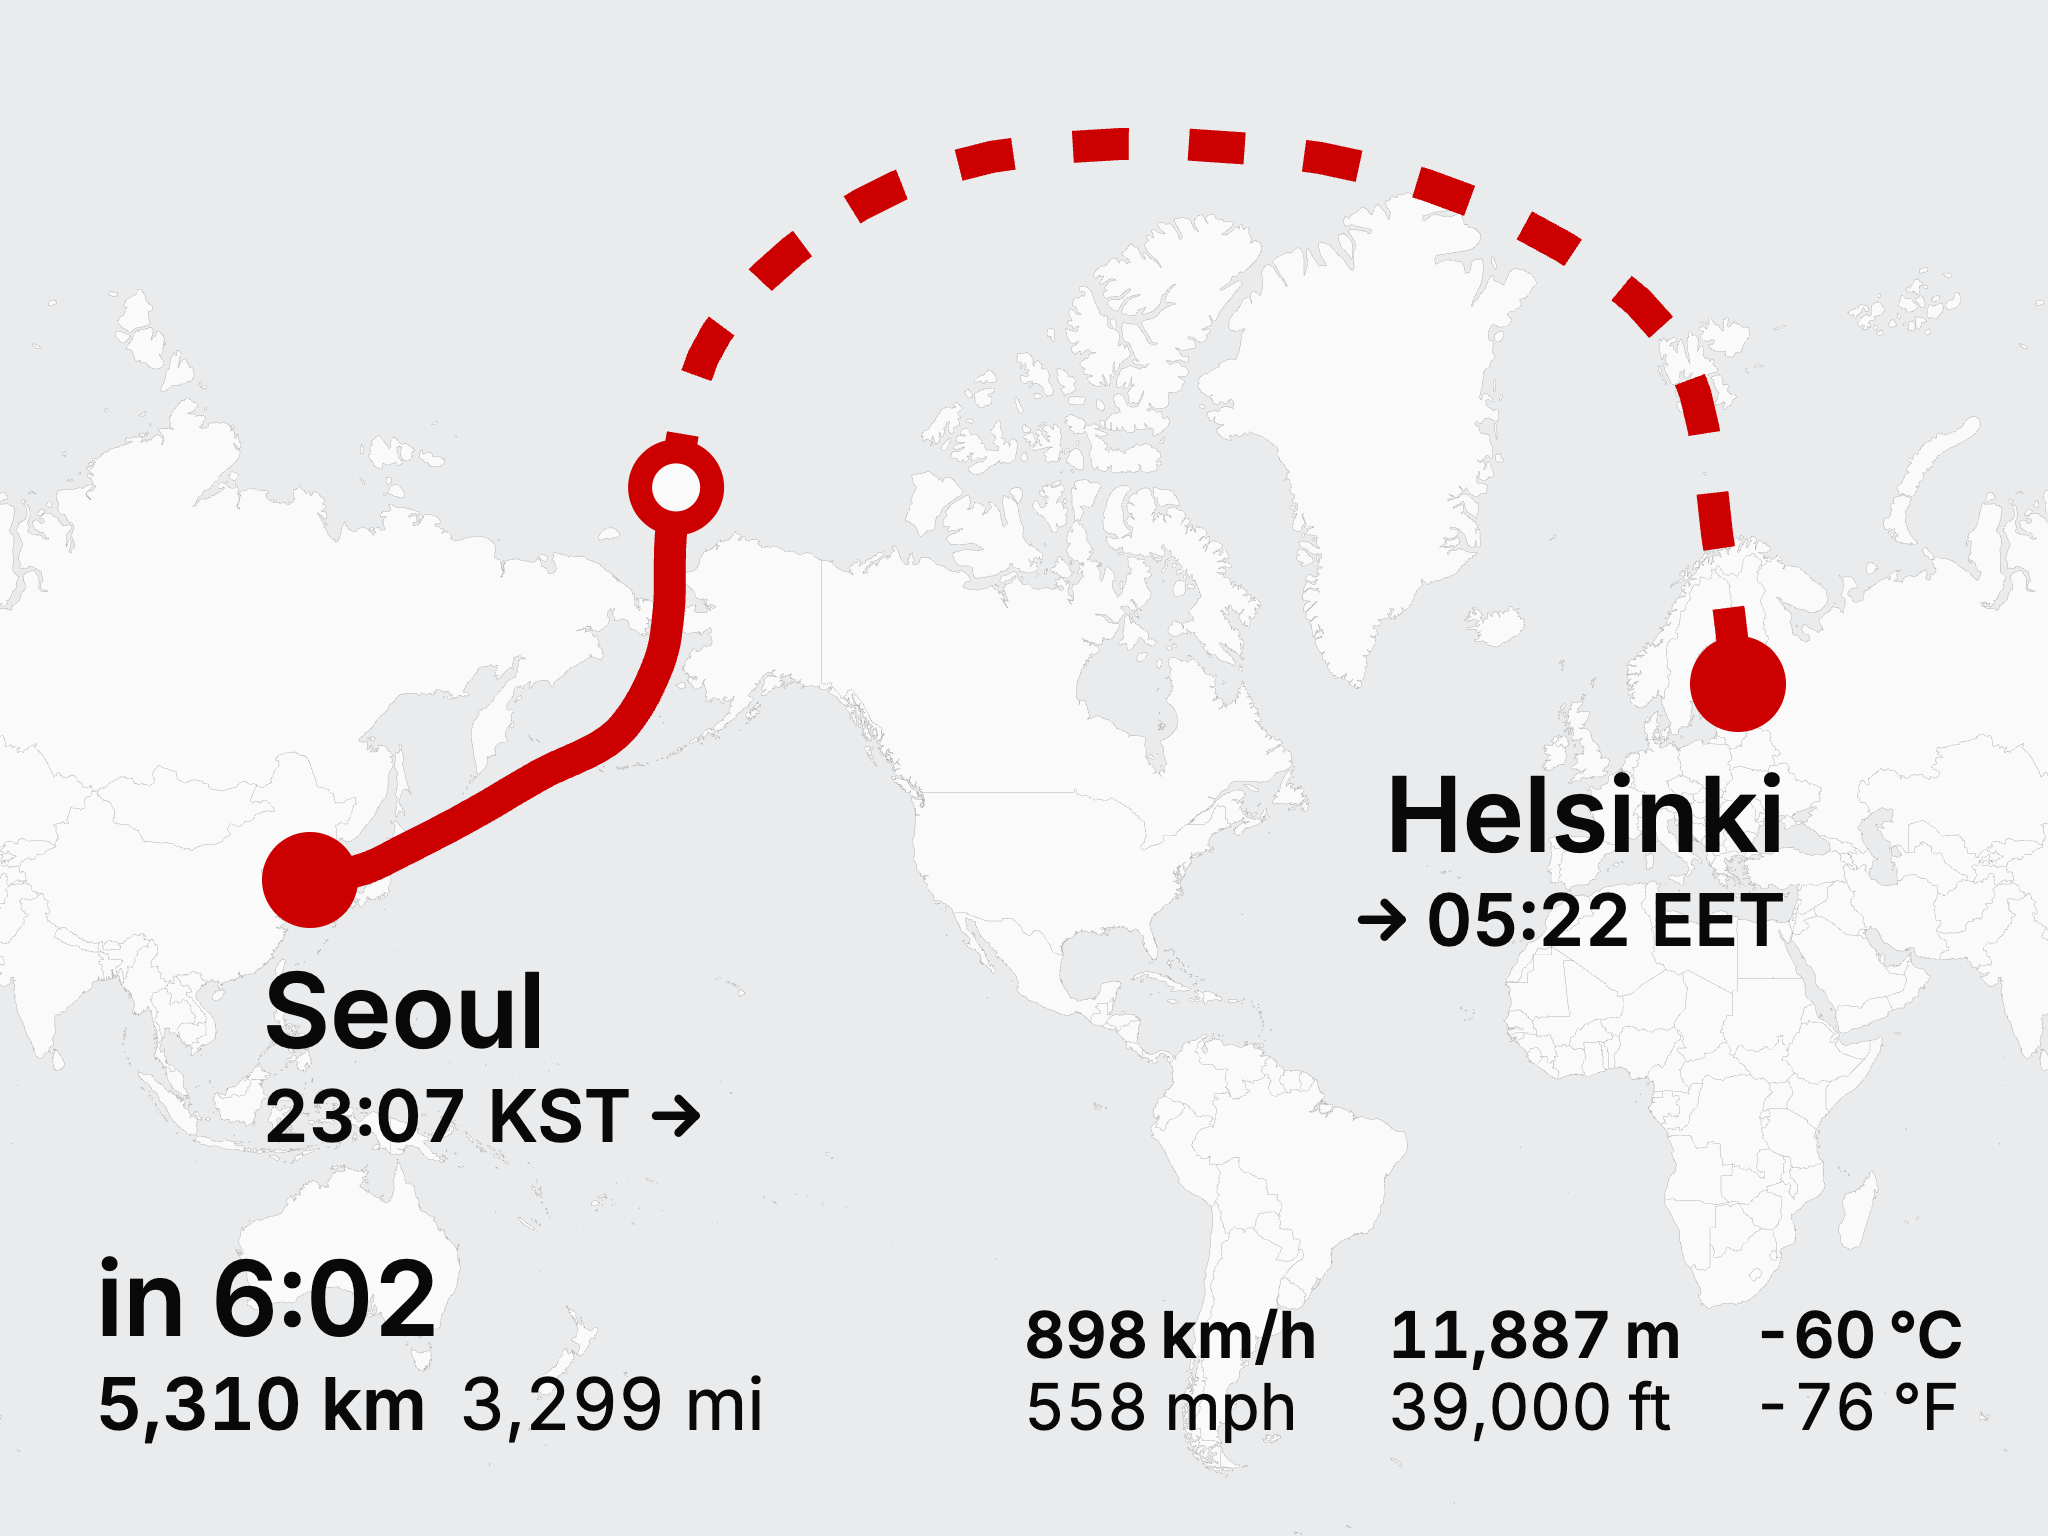 Helsinki
→ 05:22 EET
Seoul
23:07 KST →
in 6:02
5,310 km 3,299 mi
898 km/h 11,887 m -60 °C
558 mph 39,000 ft -76 °F